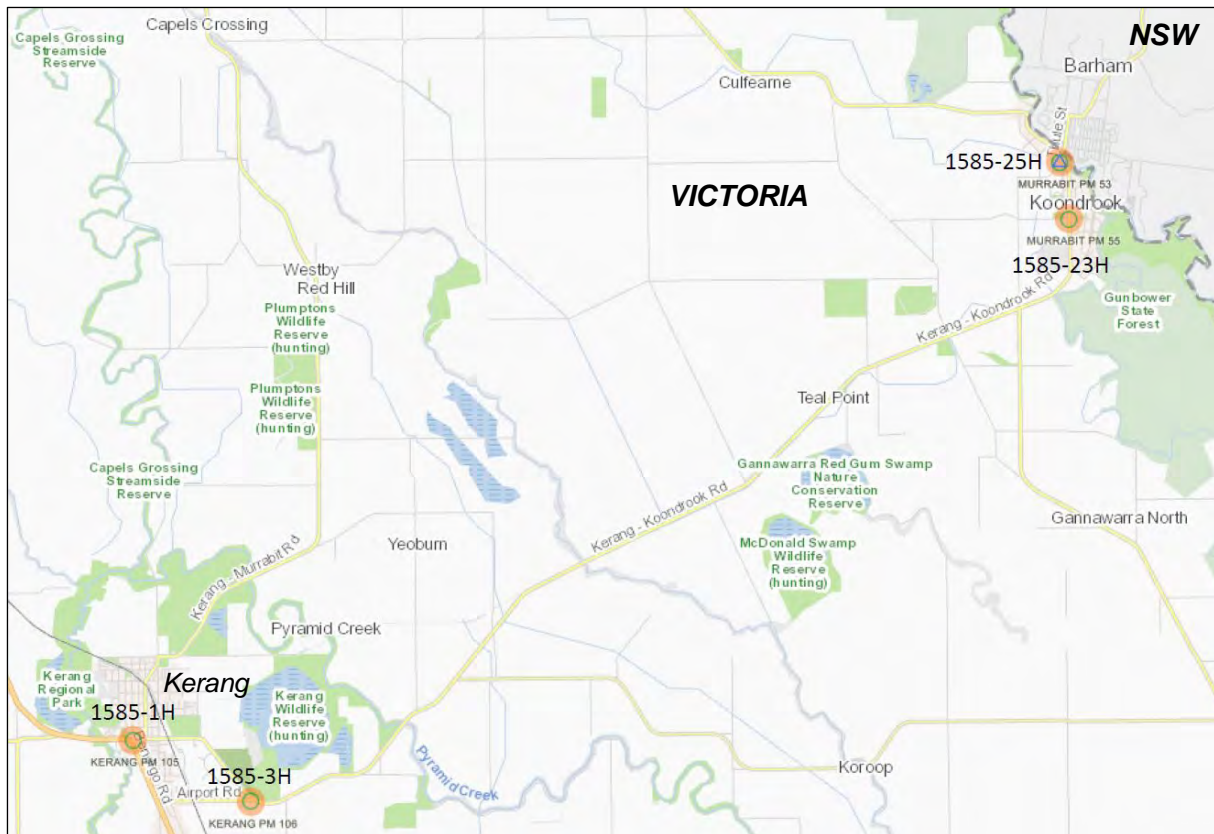 Capels Crossing
NSW
Capels Grossing
Streamside
Reserve
Barham
Culfearne
1585-25H
MURRABIT PM 53
VICTORIA
Koondrook
MURRABIT PM 55
1585-23H
Westby
Red Hill
Plumptons
Wildlife
Reserve
(hunting)
Kerang - Koondrook Rd
Gunbower
State
Forest
Plumptons
Wildlife
Reserve
(hunting)
Teal Point
Capels Grossing
Streamside
Reserve
Gannawarra Red Gum Swamp
Nature
Conservation
Reserve
Kerang - Koondrook Rd
Gannawarra North
McDonald Swamp
Wildlife
Reserve
(hunting)
Yeoburn
Kerang - Murrabit Rd
Pyramid Creek
Kerang
Regional
Park
Kerang
Kerang
Wildlife
Reserve
(hunting)
1585-1H
KERANG PM 105
1585-3H
Airport Rd
KERANG PM 106
Pyramid Creek
Koroop